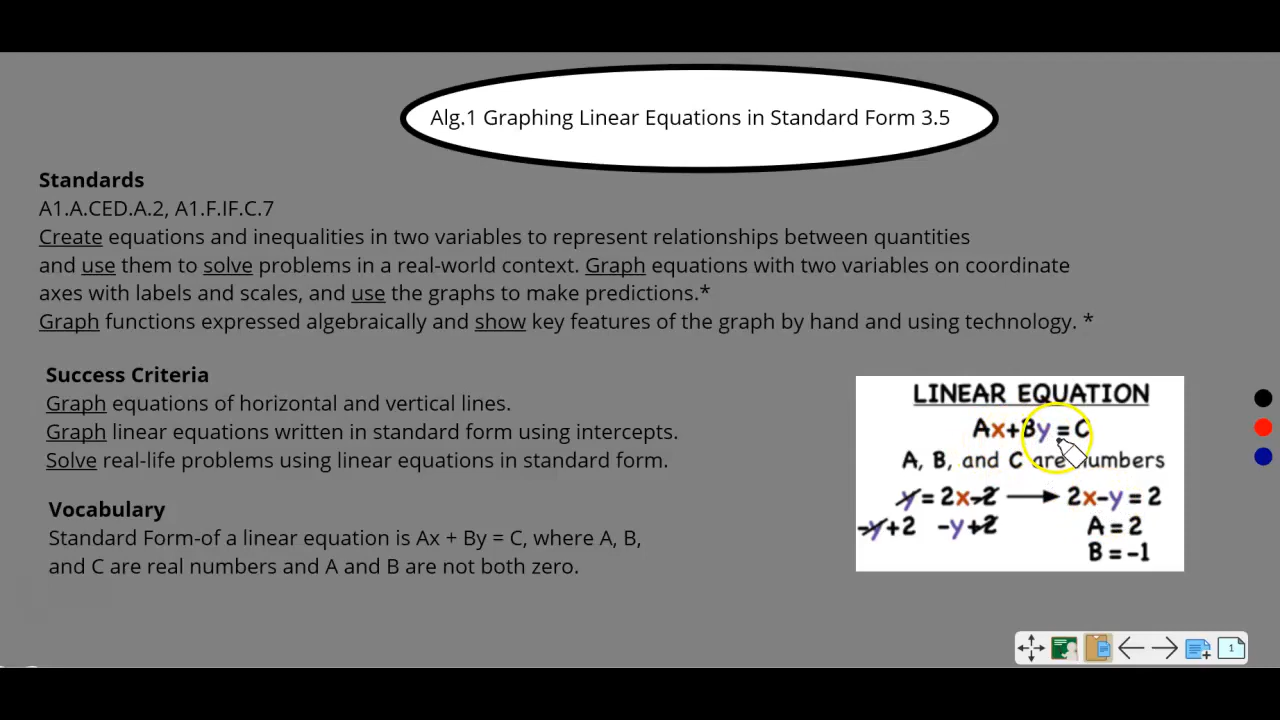 Alg.1 Graphing Linear Equations in Standard Form 3.5
Standards
A1.A.CED.A.2, A1.F.IF.C.7
Create equations and inequalities in two variables to represent relationships between quantities
and use them to solve problems in a real-world context. Graph equations with two variables on coordinate
axes with labels and scales, and use the graphs to make predictions.*
Graph functions expressed algebraically and show key features of the graph by hand and using technology. *
Success Criteria
Graph equations of horizontal and vertical lines.
Graph linear equations written in standard form using intercepts.
Solve real-life problems using linear equations in standard form.
Vocabulary
Standard Form-of a linear equation is Ax + By = C, where A, B,
and C are real numbers and A and B are not both zero.
LINEAR EQUATION
Ax+By=C
A, B, and C are numbers
y = 2x-2 → 2x-y = 2
-y+2 -y+2 A = 2
B = -1
1